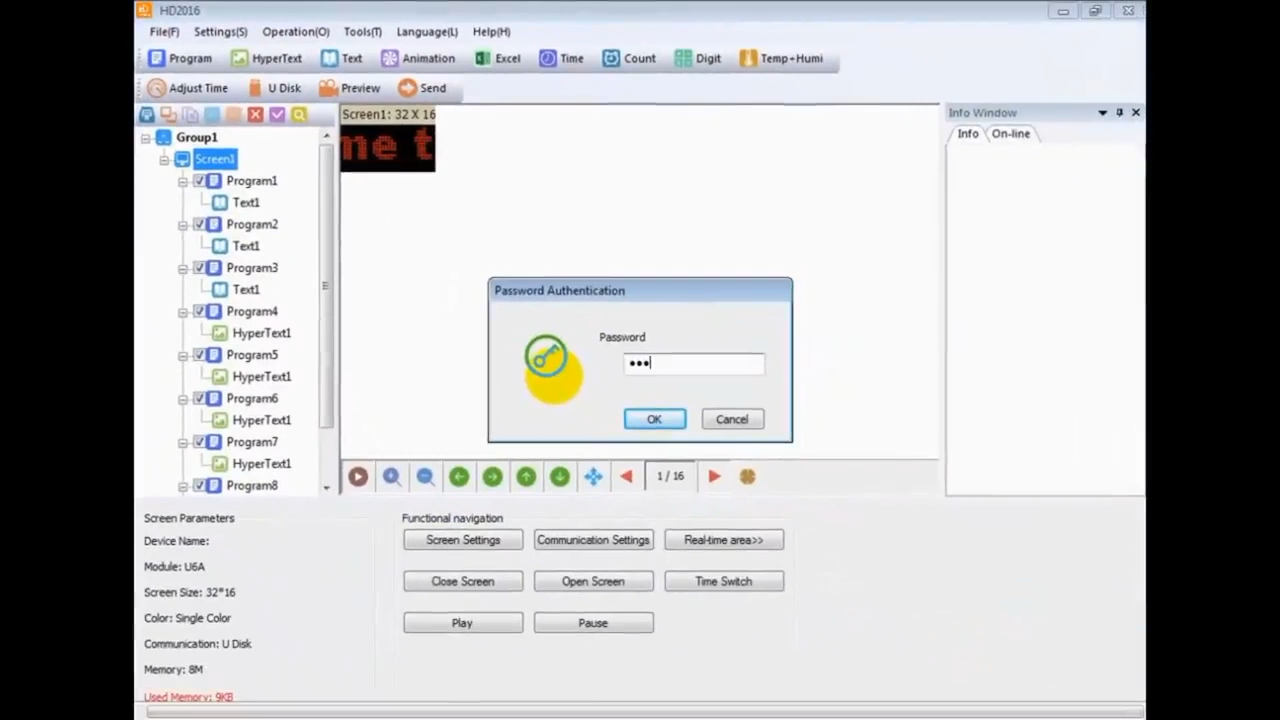 HD2016
File(F) Settings(S) Operation(O) Tools(T) Language(L) Help(H)
Program HyperText Text Animation Excel Time Count Digit Temp+Humi
Adjust Time U Disk Preview Send
Group1
Screen1
Program1
Text1
Program2
Text1
Program3
Text1
Program4
HyperText1
Program5
HyperText1
Program6
HyperText1
Program7
HyperText1
Program8
Screen1: 32 X 16
me t
Info Window
Info On-line
Password Authentication
Password
•••
OK Cancel
1 / 16
Screen Parameters
Device Name:
Module: U6A
Screen Size: 32*16
Color: Single Color
Communication: U Disk
Memory: 8M
Used Memory: 9KB
Functional navigation
Screen Settings Communication Settings Real-time area>>
Close Screen Open Screen Time Switch
Play Pause